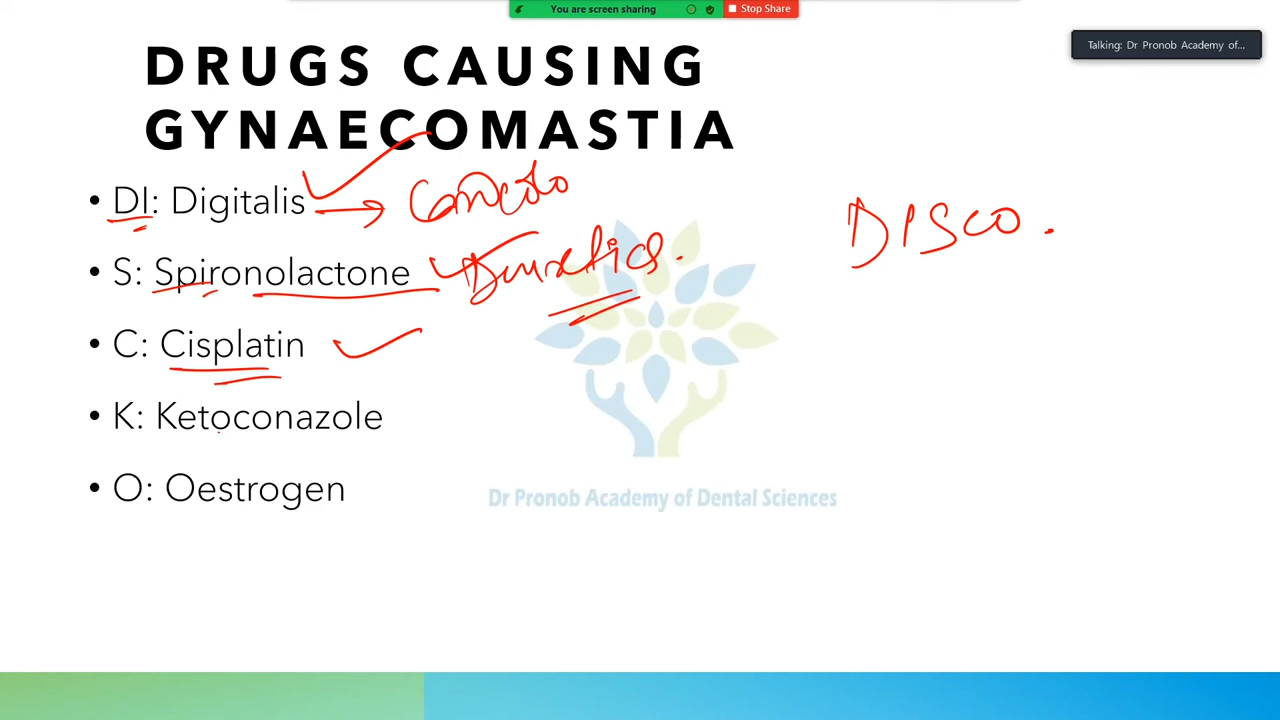 You are screen sharing
Stop Share
Talking: Dr Pronob Academy of...
DRUGS CAUSING
GYNAECOMASTIA
• DI: Digitalis →
DISCO.
• S: Spironolactone Diuretics.
• C: Cisplatin
• K: Ketoconazole
• O: Oestrogen
Dr Pronob Academy of Dental Sciences